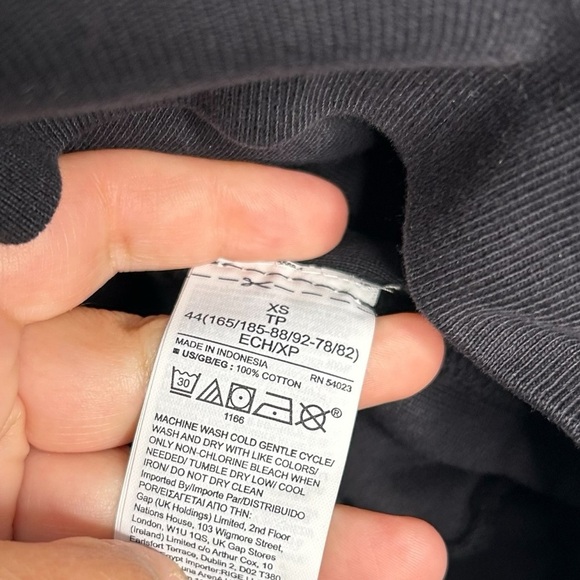 XS
TP
44(165/185-88/92-78/82)
ECH/XP
MADE IN INDONESIA
■ US/GB/EG : 100% COTTON RN 54023
30 ®
1166
MACHINE WASH COLD GENTLE CYCLE/
WASH AND DRY WITH LIKE COLORS/
ONLY NON-CHLORINE BLEACH WHEN
NEEDED/ TUMBLE DRY LOW/ COOL
IRON/ DO NOT DRY CLEAN
Imported By/Importe Par/DISTRIBUIDO
POR/ΕΙΣΑΓΕΤΑΙ ΑΠΟ ΤΗΝ:
Gap (UK Holdings) Limited, 2nd Floor
Nations House, 103 Wigmore Street,
London. W1U 1QS, UK Gap Stores
(Ireland) Limited c/o Arthur Cox, 10
Earlsfort Terrace, Dublin 2, D02 T380